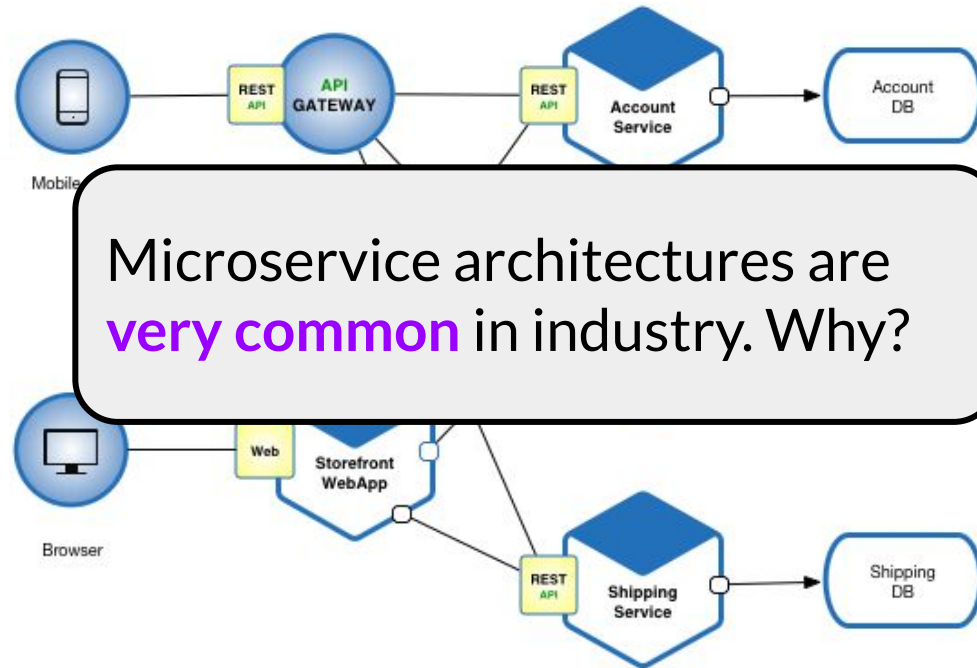 REST
API
API
GATEWAY
REST
API
Account
Service
Account
DB
Mobile
Microservice architectures are
very common in industry. Why?
Web
Storefront
WebApp
Browser
REST
API
Shipping
Service
Shipping
DB